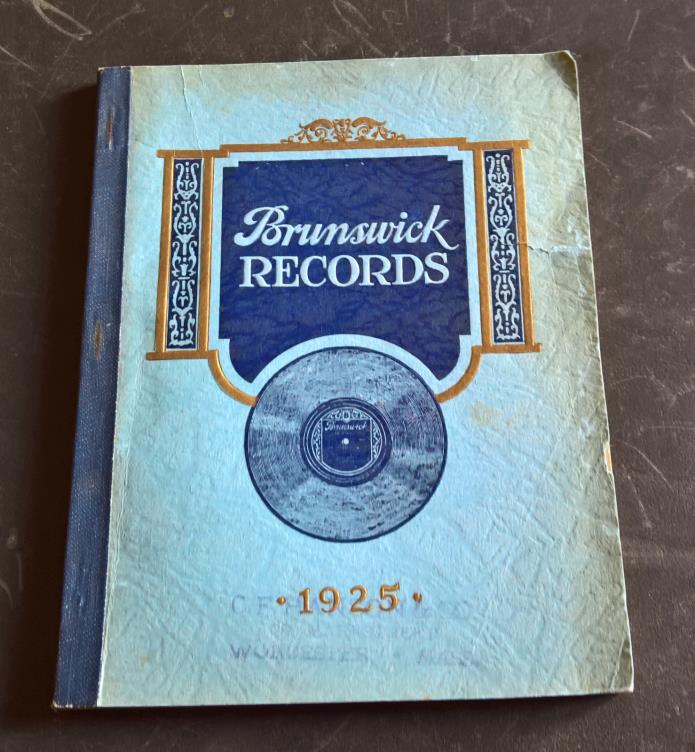 Brunswick
RECORDS
Brunswick
• 1925 •
WORCESTER MASS.